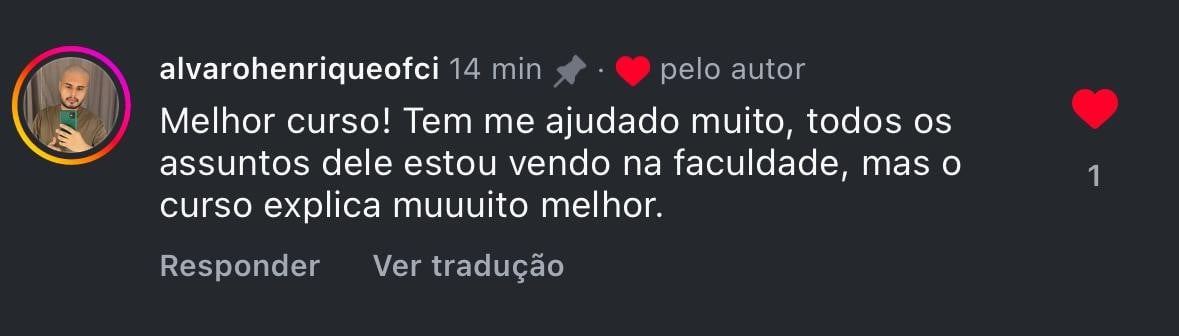 alvarohenriqueofci 14 min 📌 · ❤️ pelo autor
Melhor curso! Tem me ajudado muito, todos os
assuntos dele estou vendo na faculdade, mas o
curso explica muuuito melhor.
1
Responder Ver tradução